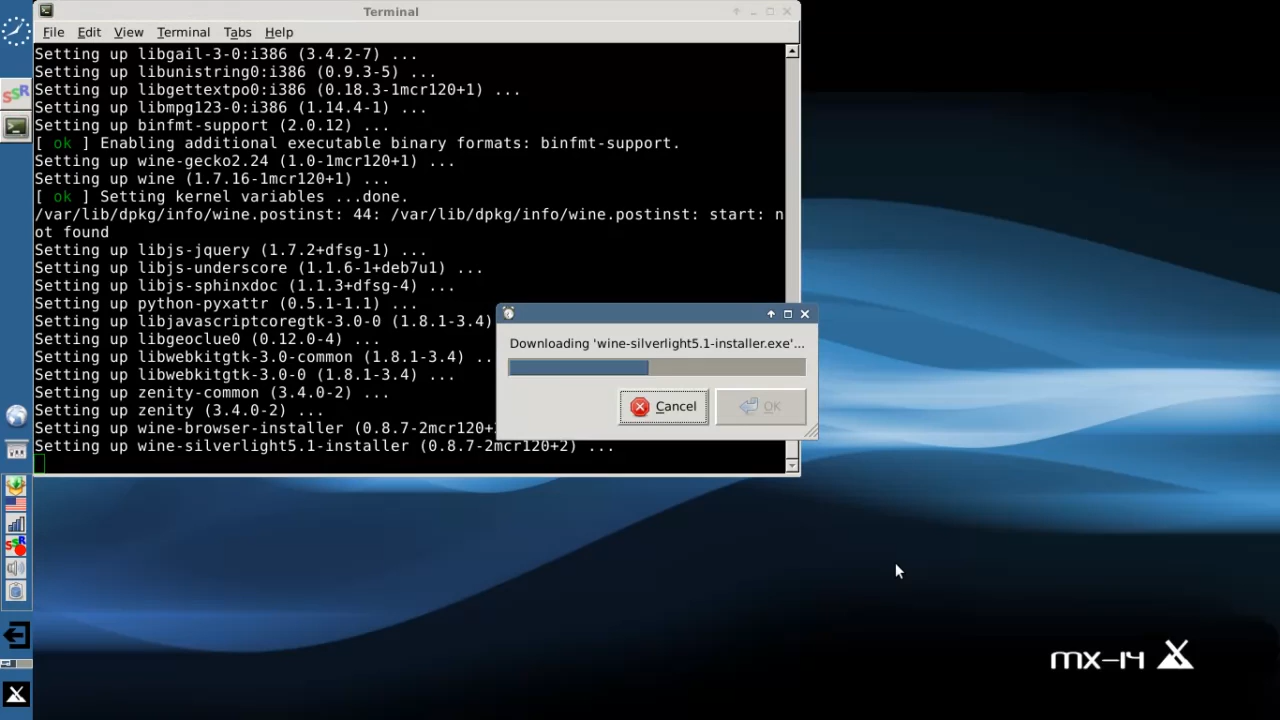 Terminal
File Edit View Terminal Tabs Help
Setting up libgail-3-0:i386 (3.4.2-7) ...
Setting up libunistring0:i386 (0.9.3-5) ...
Setting up libgettextpo0:i386 (0.18.3-1mcr120+1) ...
Setting up libmpg123-0:i386 (1.14.4-1) ...
Setting up binfmt-support (2.0.12) ...
[ ok ] Enabling additional executable binary formats: binfmt-support.
Setting up wine-gecko2.24 (1.0-1mcr120+1) ...
Setting up wine (1.7.16-1mcr120+1) ...
[ ok ] Setting kernel variables ...done.
/var/lib/dpkg/info/wine.postinst: 44: /var/lib/dpkg/info/wine.postinst: start: n
ot found
Setting up libjs-jquery (1.7.2+dfsg-1) ...
Setting up libjs-underscore (1.1.6-1+deb7u1) ...
Setting up libjs-sphinxdoc (1.1.3+dfsg-4) ...
Setting up python-pyxattr (0.5.1-1.1) ...
Setting up libjavascriptcoregtk-3.0-0 (1.8.1-3.4)
Setting up libgeoclue0 (0.12.0-4) ...
Setting up libwebkitgtk-3.0-common (1.8.1-3.4) ..
Setting up libwebkitgtk-3.0-0 (1.8.1-3.4) ...
Setting up zenity-common (3.4.0-2) ...
Setting up zenity (3.4.0-2) ...
Setting up wine-browser-installer (0.8.7-2mcr120+
Setting up wine-silverlight5.1-installer (0.8.7-2mcr120+2) ...
Downloading 'wine-silverlight5.1-installer.exe'...
Cancel OK
SSR
SSR
mx-14